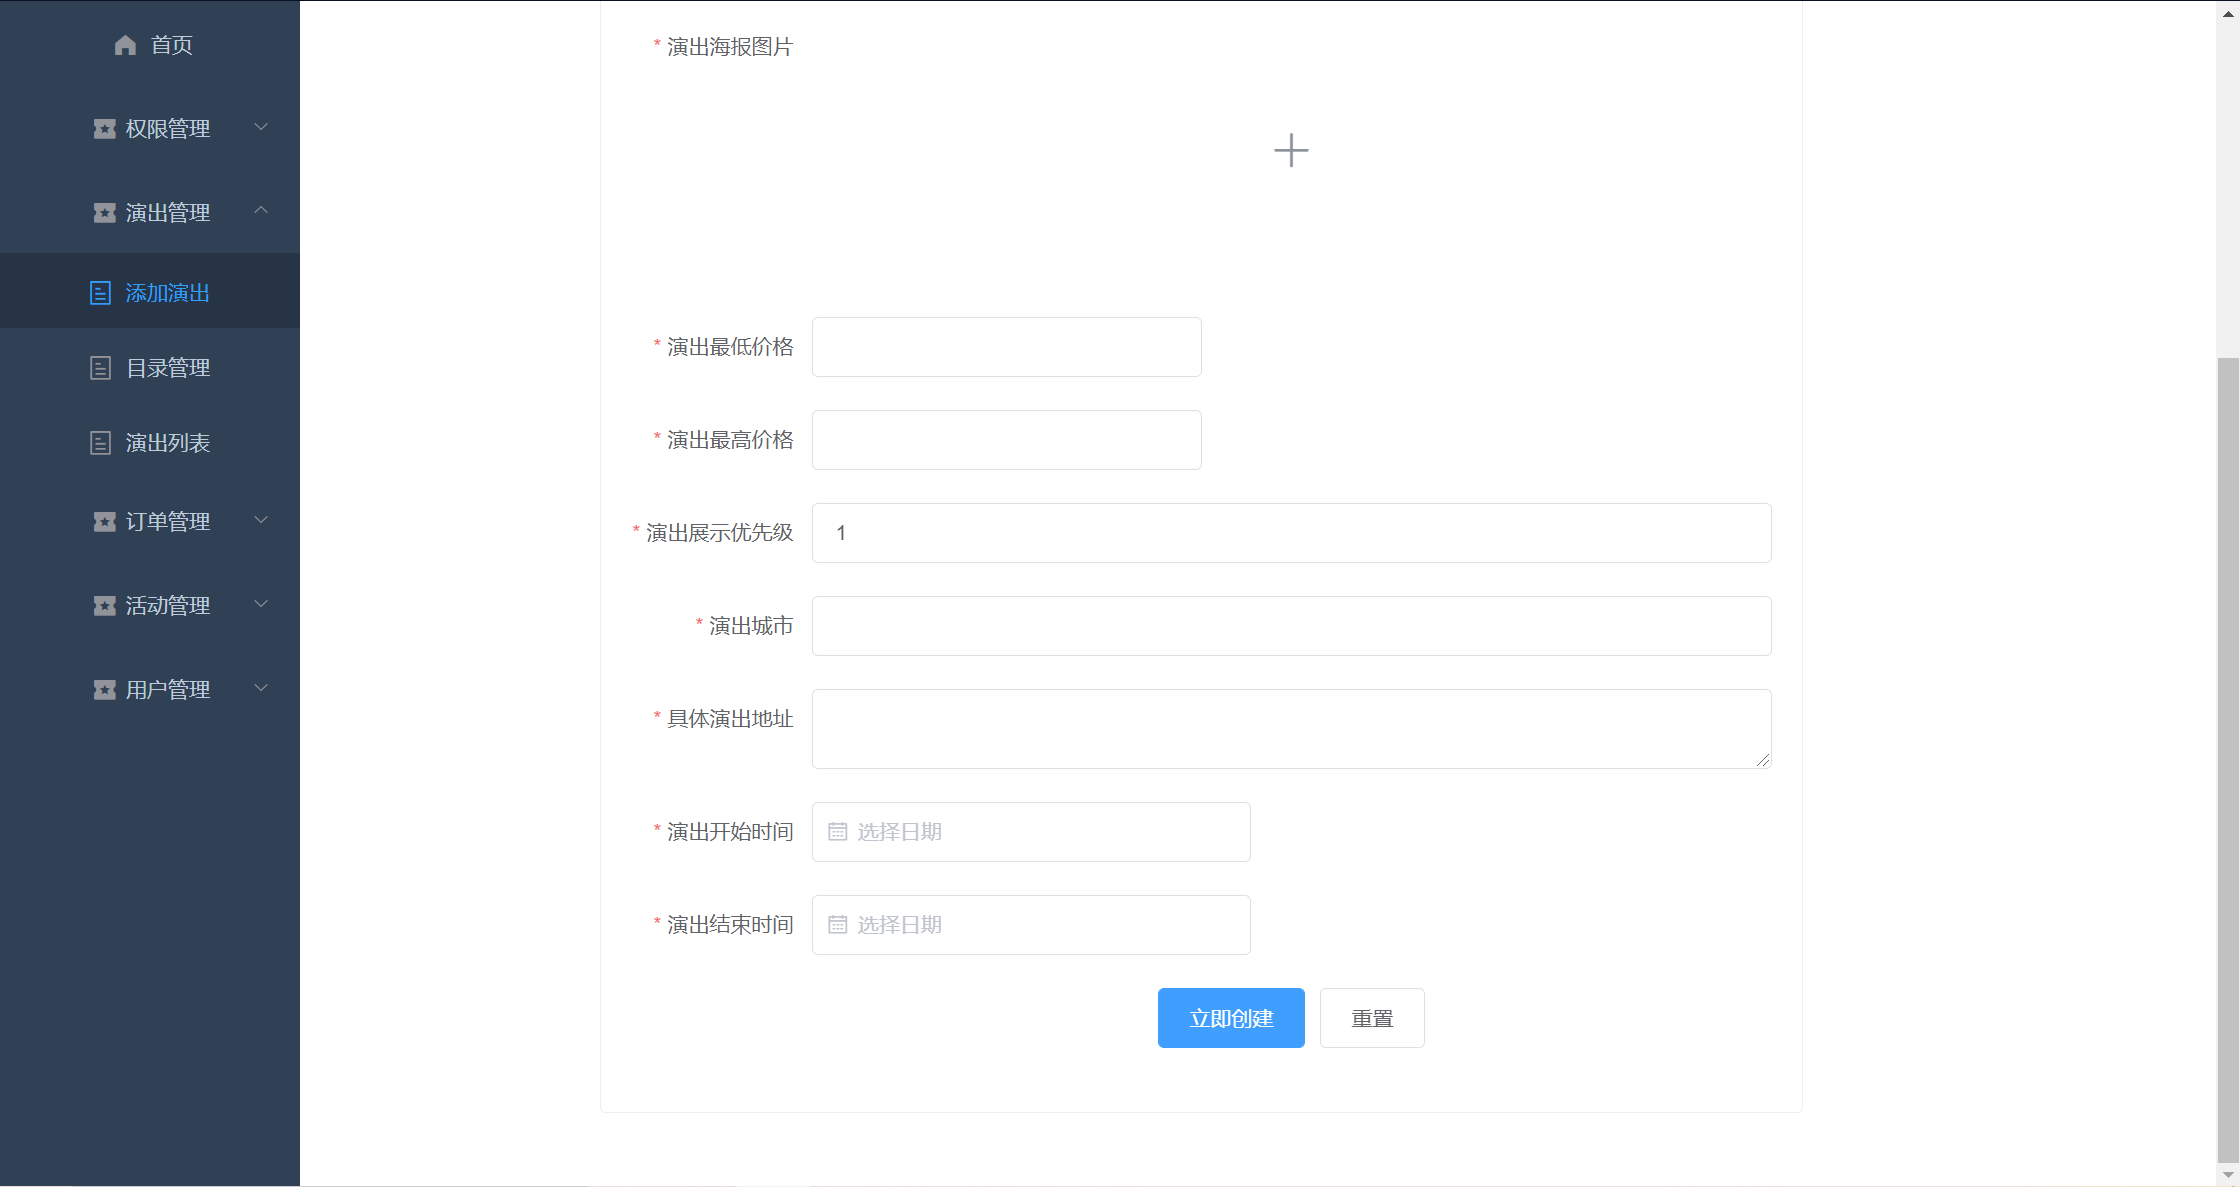 首页
权限管理
演出管理
添加演出
目录管理
演出列表
订单管理
活动管理
用户管理
* 演出海报图片
* 演出最低价格
* 演出最高价格
* 演出展示优先级 1
* 演出城市
* 具体演出地址
* 演出开始时间 选择日期
* 演出结束时间 选择日期
立即创建 重置